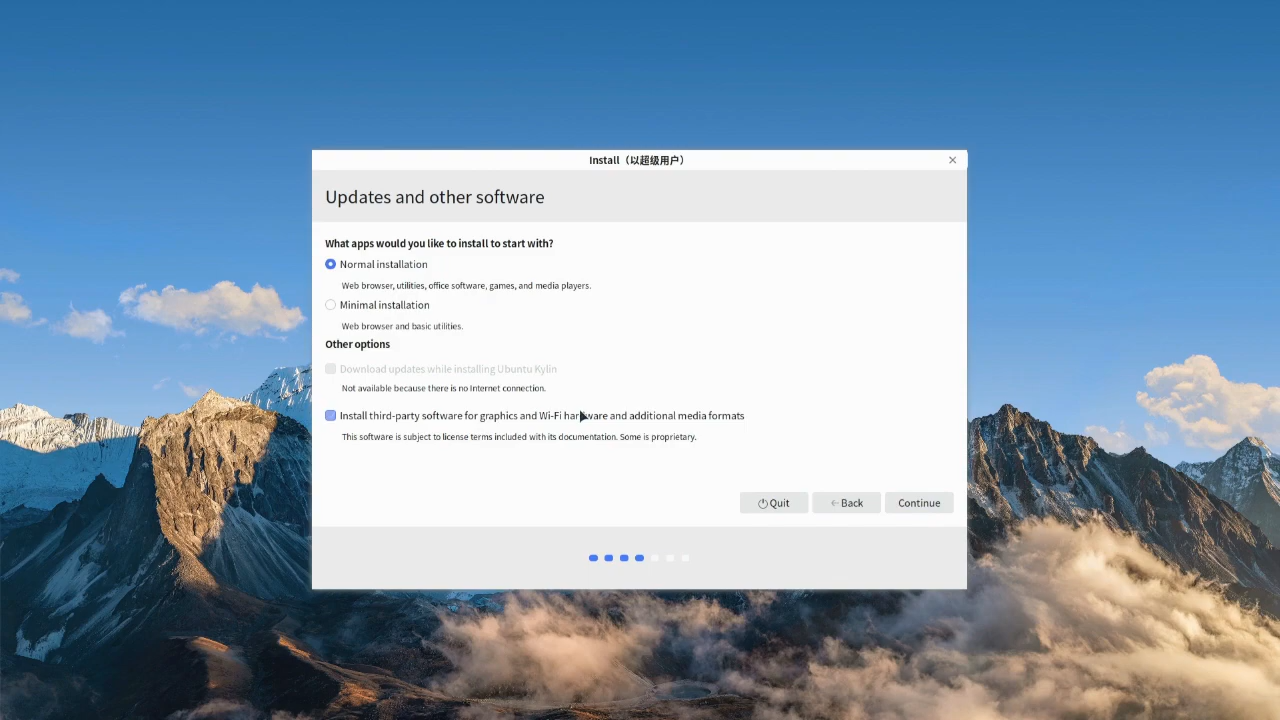 Install（以超级用户）
Updates and other software
What apps would you like to install to start with?
Normal installation
Web browser, utilities, office software, games, and media players.
Minimal installation
Web browser and basic utilities.
Other options
Download updates while installing Ubuntu Kylin
Not available because there is no Internet connection.
Install third-party software for graphics and Wi-Fi hardware and additional media formats
This software is subject to license terms included with its documentation. Some is proprietary.
Quit
Back
Continue